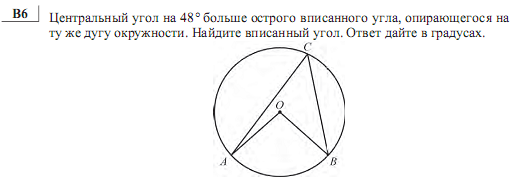 В6
Центральный угол на 48° больше острого вписанного угла, опирающегося на
ту же дугу окружности. Найдите вписанный угол. Ответ дайте в градусах.
C
O
A
B